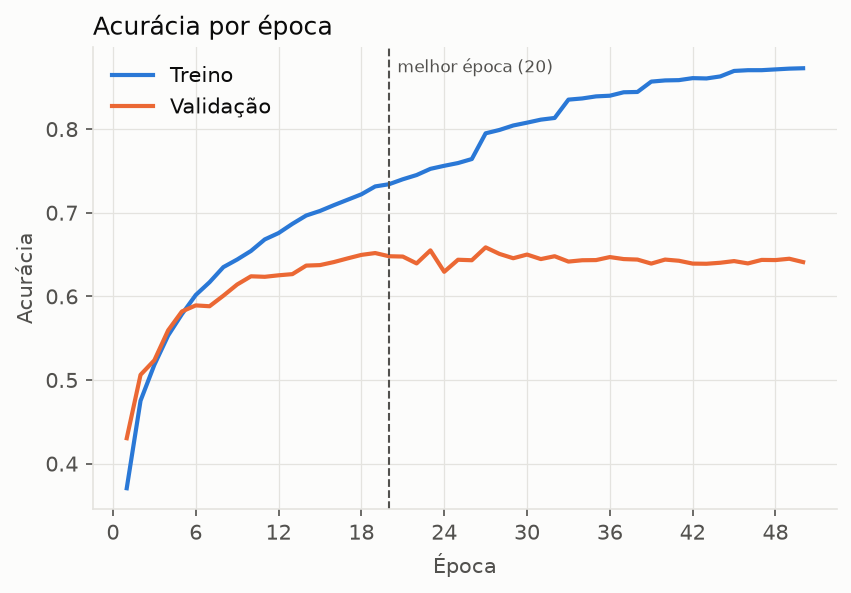 Acurácia por época
Treino
Validação
melhor época (20)
0.8
0.7
0.6
0.5
0.4
Acurácia
0 6 12 18 24 30 36 42 48
Época